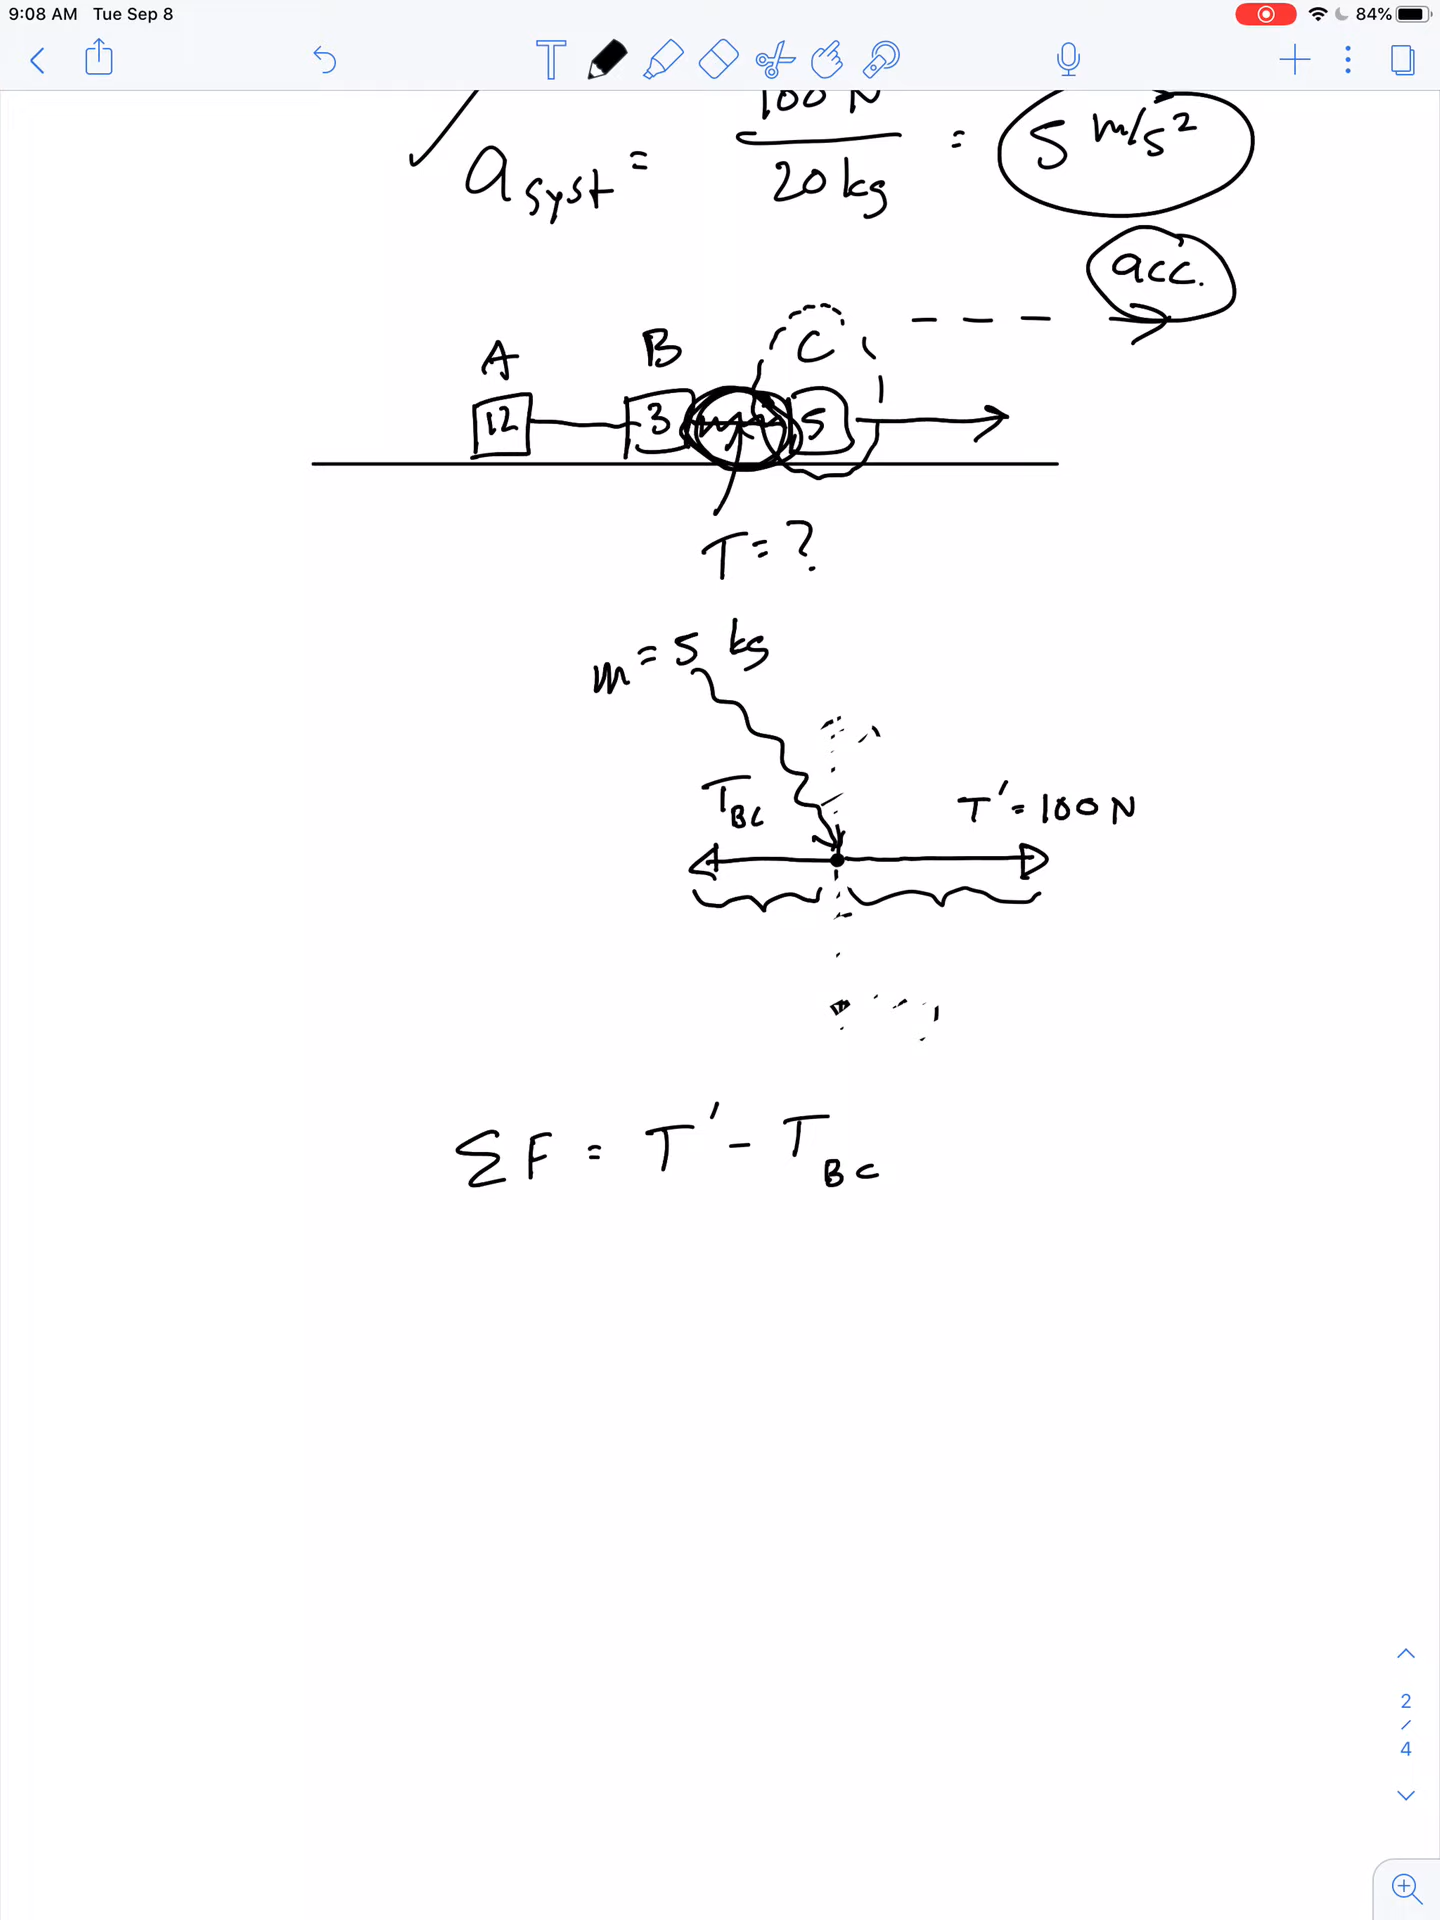 9:08 AM Tue Sep 8
84%
T
a syst = 100 N / 20 kg = 5 m/s²
acc.
A B C
12 3 5
T = ?
m = 5 kg
T BC
T' = 100 N
ΣF = T' - T BC
2
/
4